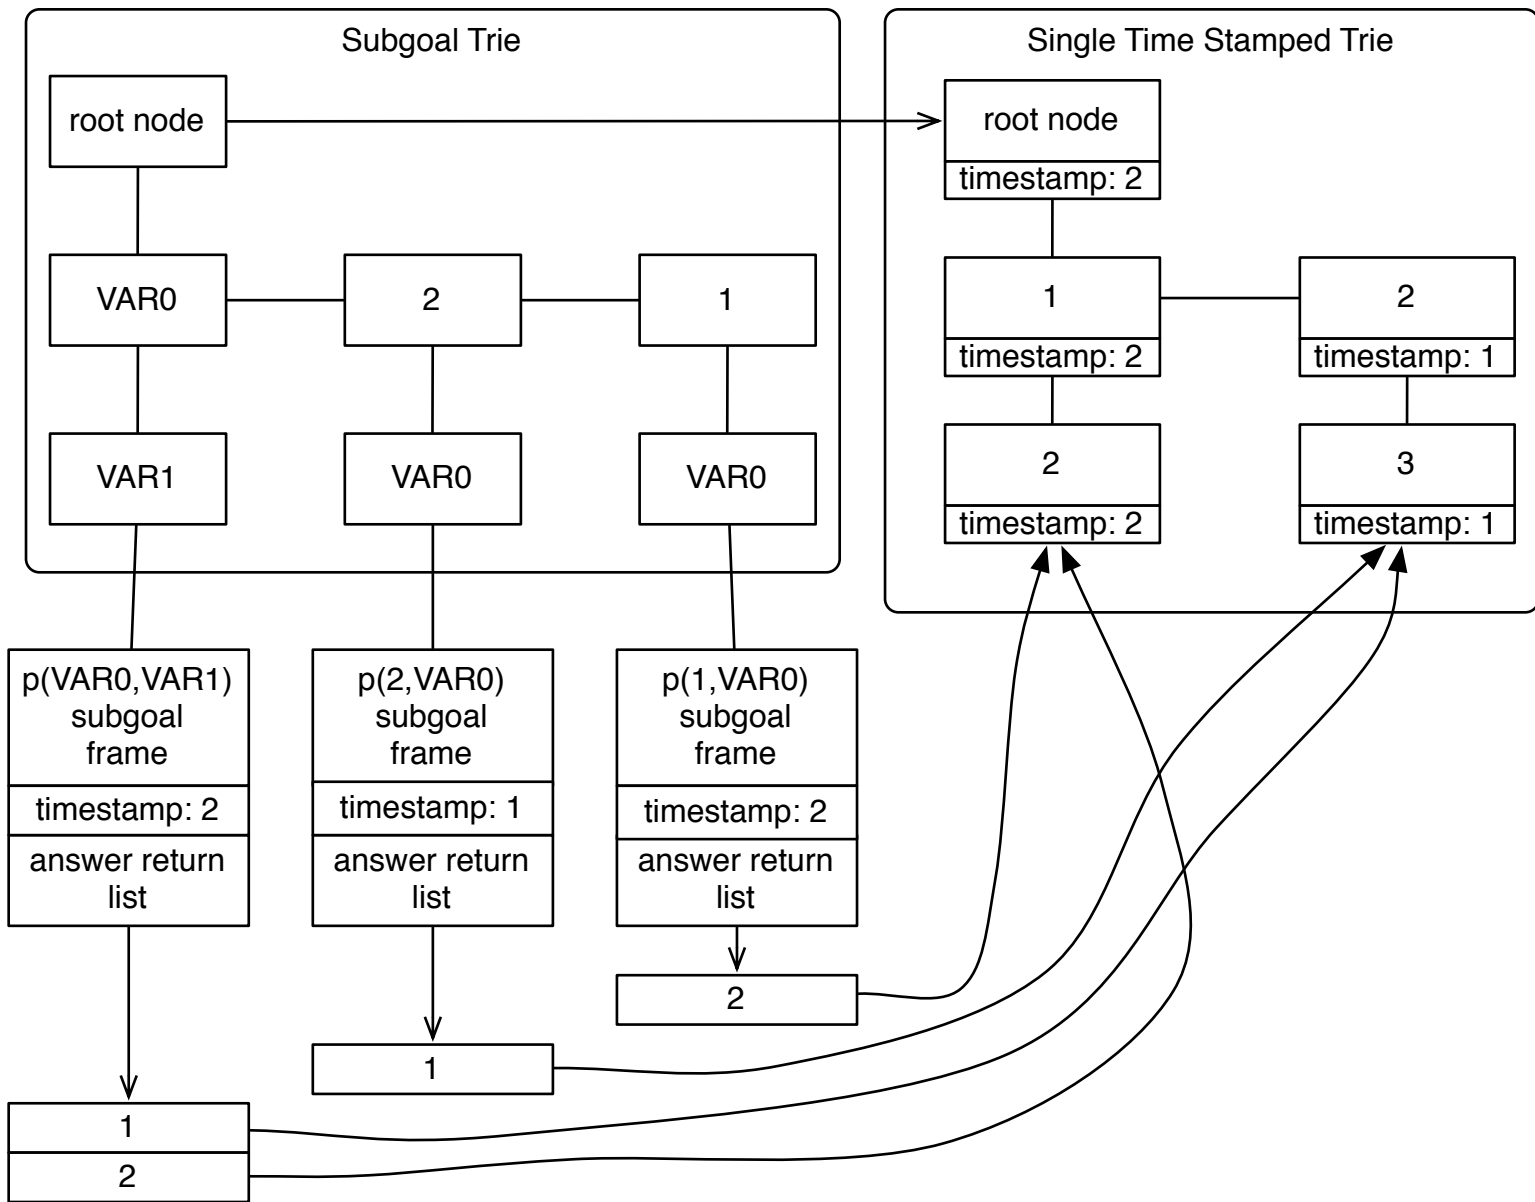 Subgoal Trie
root node
VAR0
2
1
VAR1
VAR0
VAR0
Single Time Stamped Trie
root node
timestamp: 2
1
timestamp: 2
2
timestamp: 1
2
timestamp: 2
3
timestamp: 1
p(VAR0,VAR1)
subgoal
frame
timestamp: 2
answer return
list
p(2,VAR0)
subgoal
frame
timestamp: 1
answer return
list
p(1,VAR0)
subgoal
frame
timestamp: 2
answer return
list
2
1
1
2